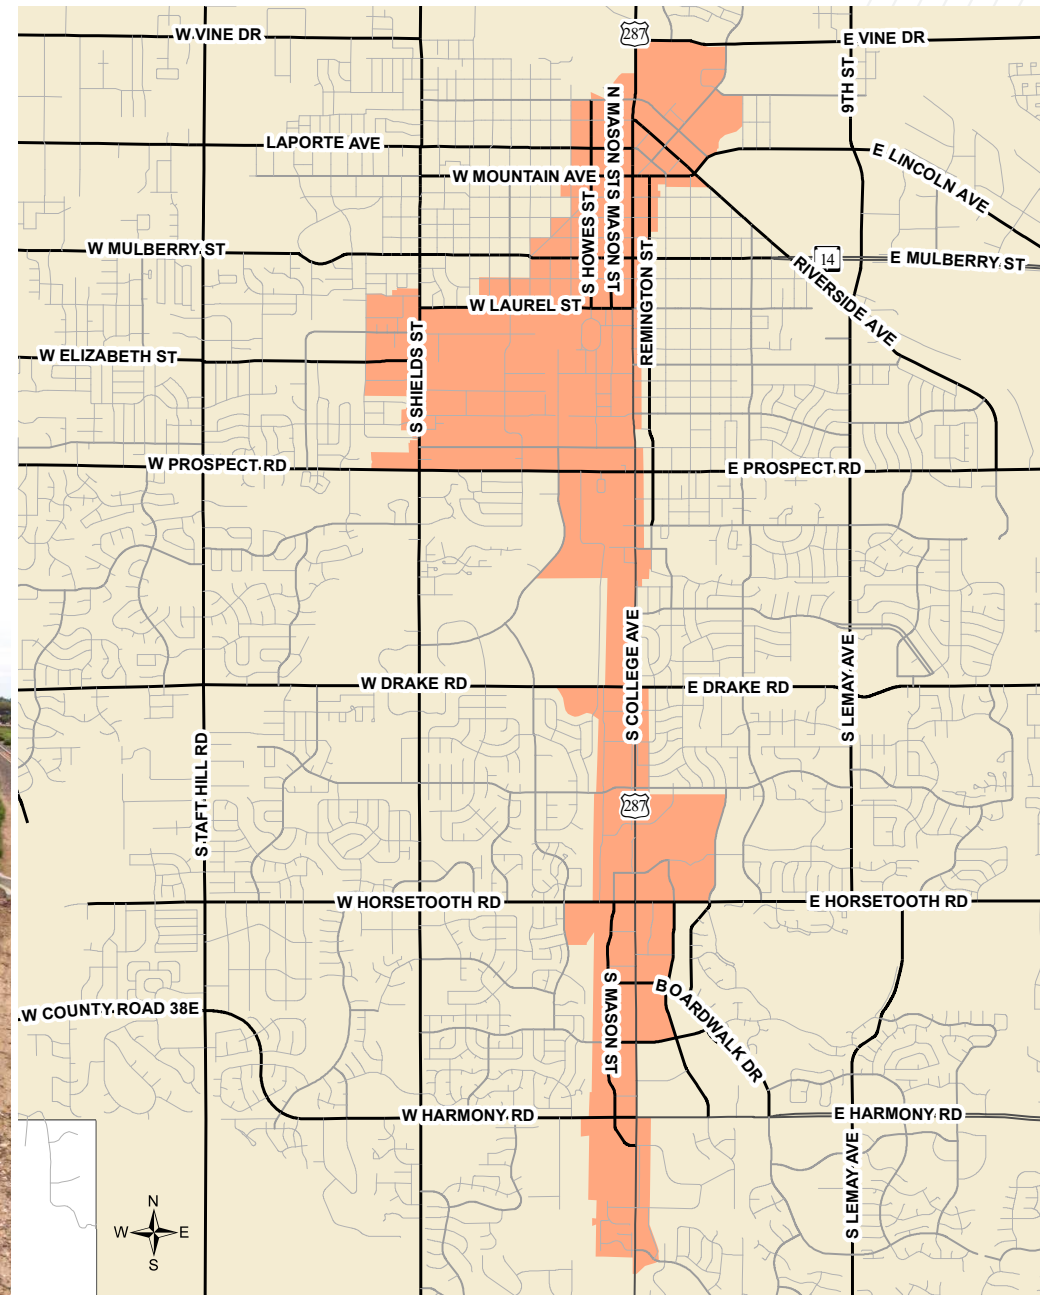 W VINE DR
287
E VINE DR
9TH ST
N MASON ST
LAPORTE AVE
E LINCOLN AVE
W MOUNTAIN AVE
S HOWES ST
S MASON ST
REMINGTON ST
W MULBERRY ST
14
E MULBERRY ST
RIVERSIDE AVE
W LAUREL ST
W ELIZABETH ST
S SHIELDS ST
W PROSPECT RD
E PROSPECT RD
S COLLEGE AVE
S LEMAY AVE
W DRAKE RD
E DRAKE RD
S TAFT HILL RD
287
W HORSETOOTH RD
E HORSETOOTH RD
S MASON ST
BOARDWALK DR
W COUNTY ROAD 38E
W HARMONY RD
E HARMONY RD
S LEMAY AVE
N
W E
S